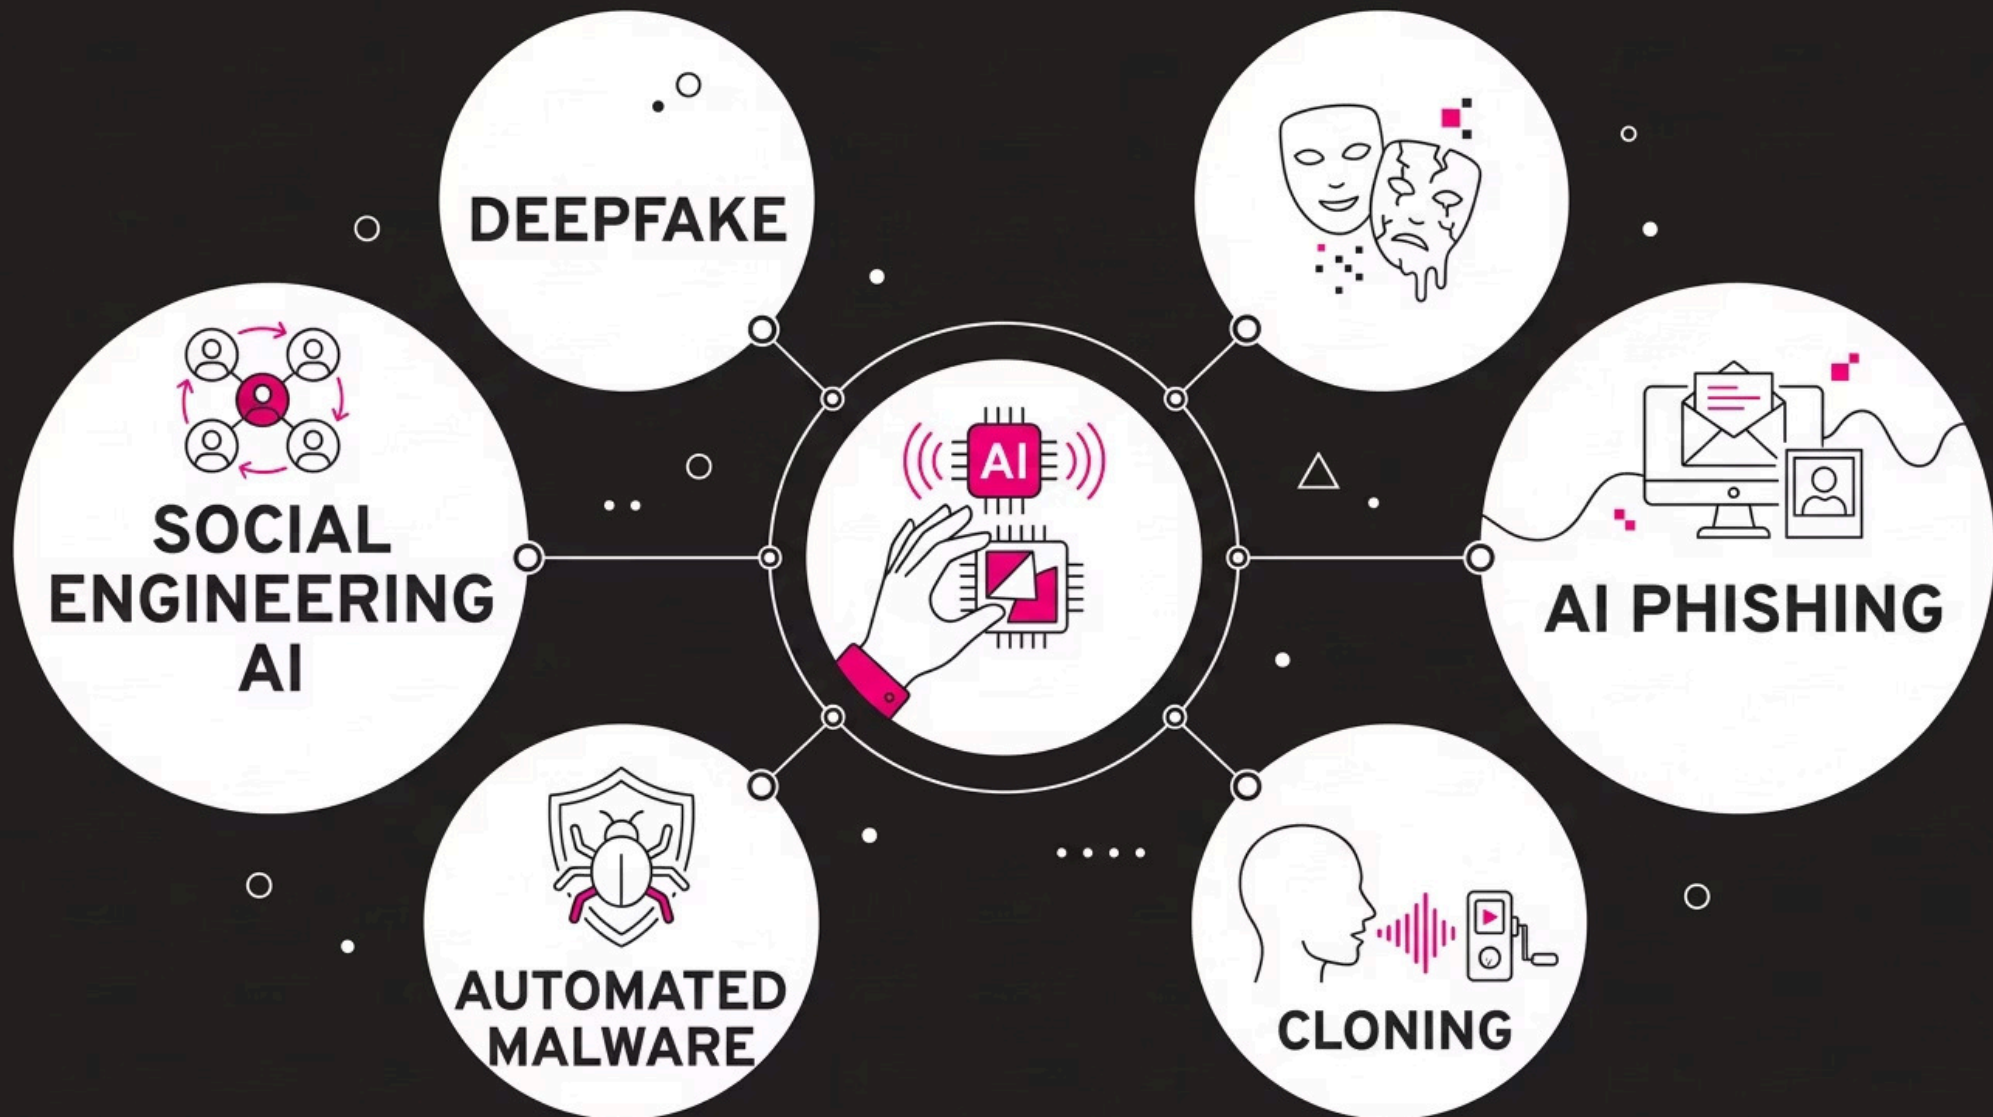 DEEPFAKE
SOCIAL
ENGINEERING
AI
AI
AI PHISHING
AUTOMATED
MALWARE
CLONING